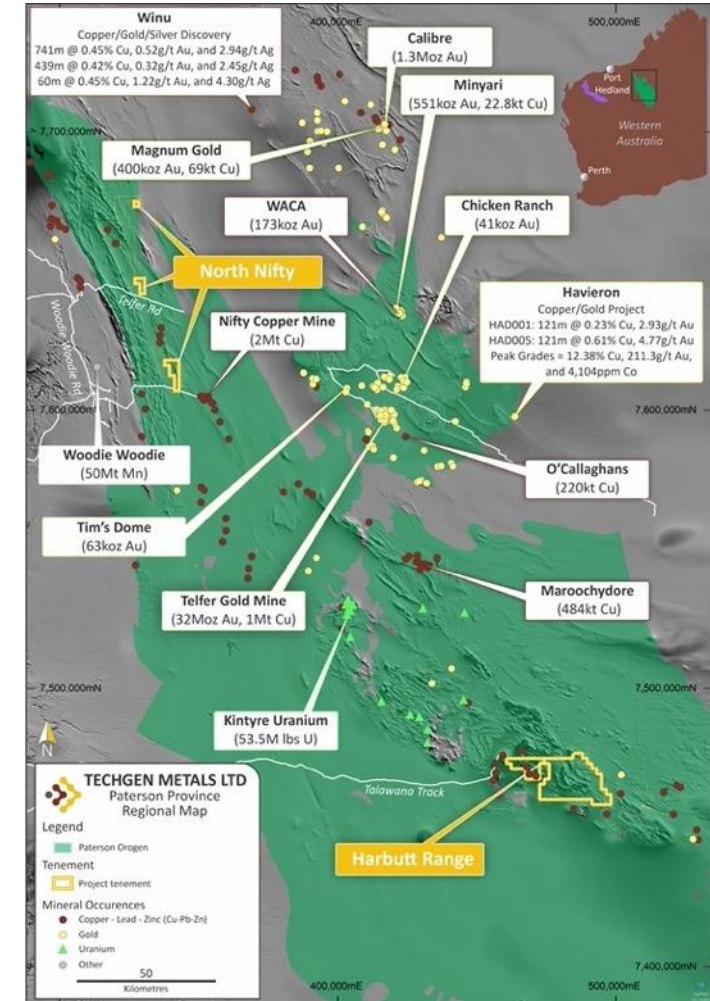 Winu
Copper/Gold/Silver Discovery
741m @ 0.45% Cu, 0.52g/t Au, and 2.94g/t Ag
439m @ 0.42% Cu, 0.32g/t Au, and 2.45g/t Ag
60m @ 0.45% Cu, 1.22g/t Au, and 4.30g/t Ag
400,000mE
500,000mE
Calibre
(1.3Moz Au)
Port
Hedland
Western
Australia
Perth
Minyari
(551koz Au, 22.8kt Cu)
7,700,000mN
Magnum Gold
(400koz Au, 69kt Cu)
WACA
(173koz Au)
Chicken Ranch
(41koz Au)
North Nifty
Telfer Rd
Woodie Woodie Rd
Nifty Copper Mine
(2Mt Cu)
Havieron
Copper/Gold Project
HAD001: 121m @ 0.23% Cu, 2.93g/t Au
HAD005: 121m @ 0.61% Cu, 4.77g/t Au
Peak Grades = 12.38% Cu, 211.3g/t Au,
and 4,104ppm Co
7,600,000mN
7,600,000mN
Woodie Woodie
(50Mt Mn)
O'Callaghans
(220kt Cu)
Tim's Dome
(63koz Au)
Telfer Gold Mine
(32Moz Au, 1Mt Cu)
Maroochydore
(484kt Cu)
7,500,000mN
7,500,000mN
Kintyre Uranium
(53.5M lbs U)
N
Talawana Track
Harbutt Range
TECHGEN METALS LTD
Paterson Province
Regional Map
Legend
Paterson Orogen
Tenement
Project tenement
Mineral Occurences
Copper - Lead - Zinc (Cu-Pb-Zn)
Gold
Uranium
Other
50
Kilometres
7,400,000mN
400,000mE
500,000mE